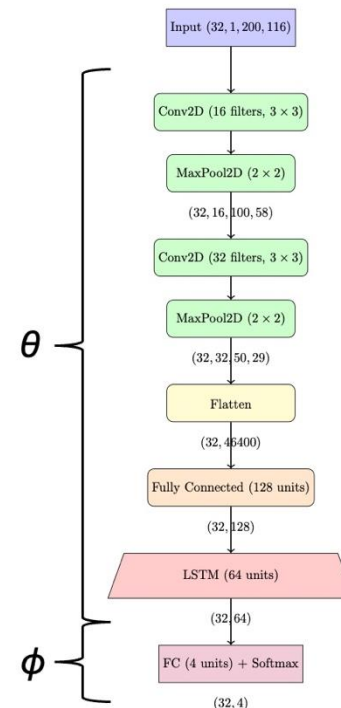 Input (32, 1, 200, 116)
Conv2D (16 filters, 3 × 3)
MaxPool2D (2 × 2)
(32, 16, 100, 58)
Conv2D (32 filters, 3 × 3)
MaxPool2D (2 × 2)
(32, 32, 50, 29)
θ
Flatten
(32, 46400)
Fully Connected (128 units)
(32, 128)
LSTM (64 units)
(32, 64)
ϕ
FC (4 units) + Softmax
(32, 4)